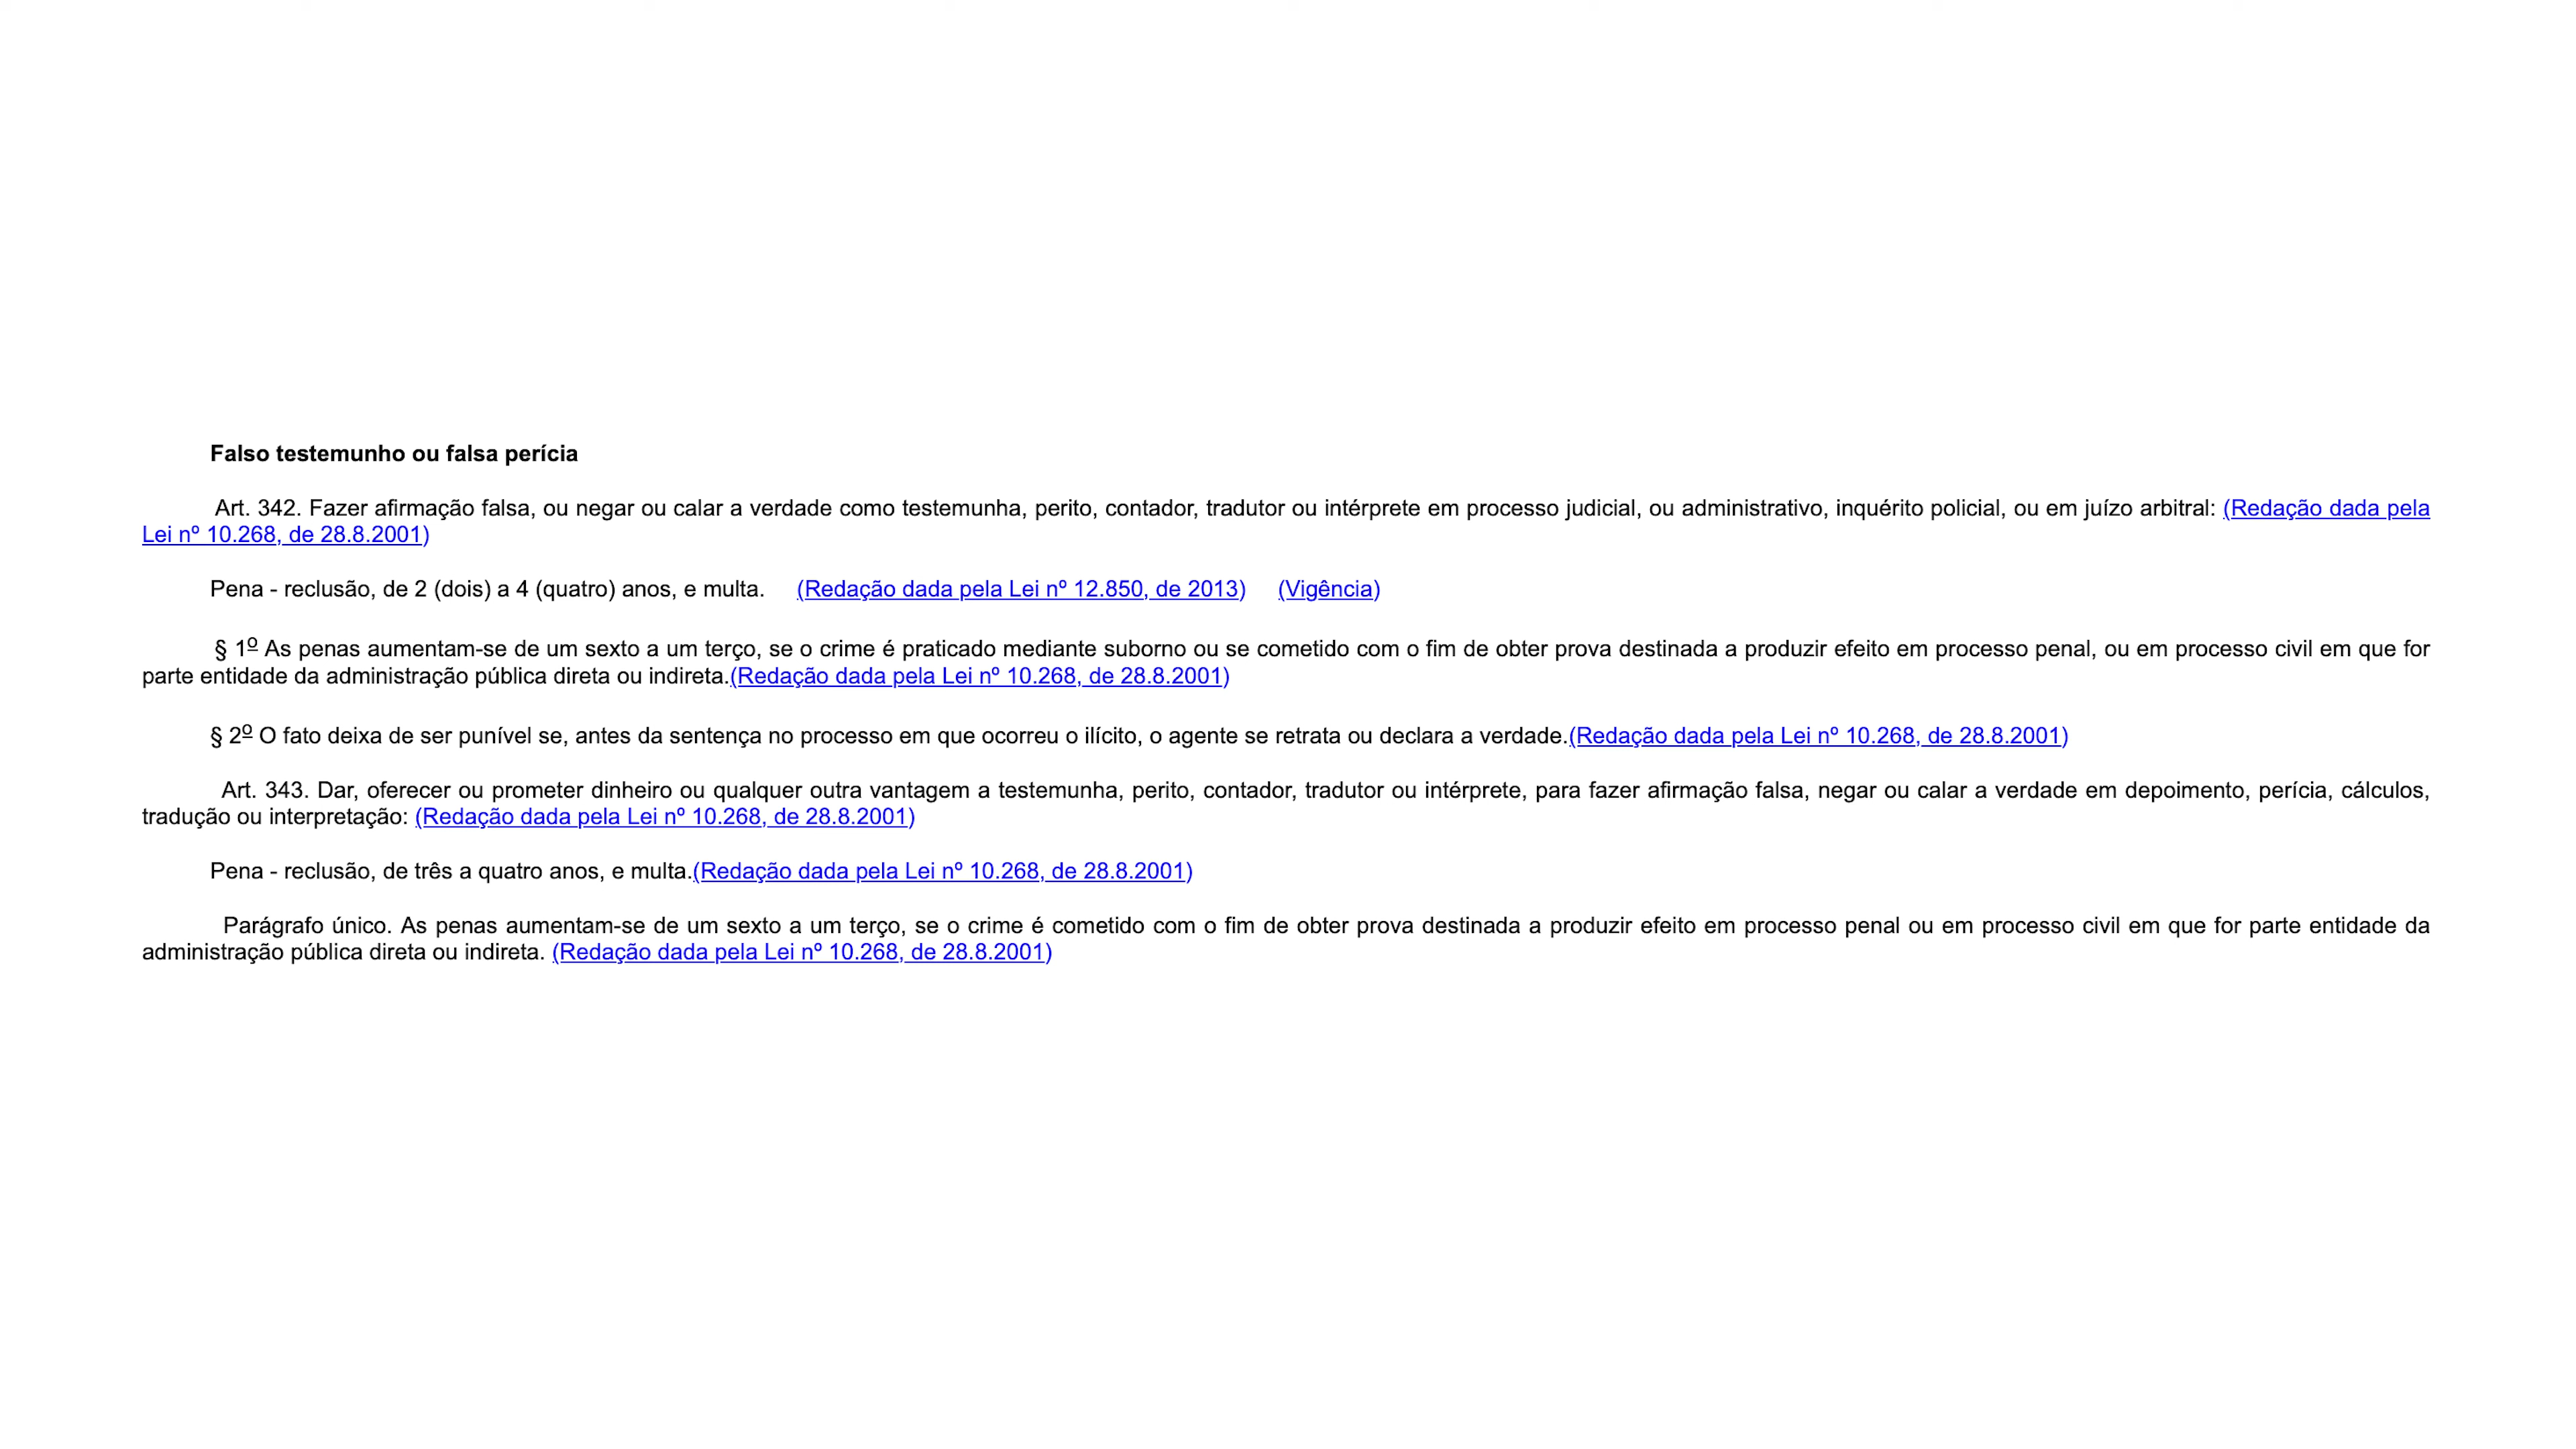 Falso testemunho ou falsa perícia
Art. 342. Fazer afirmação falsa, ou negar ou calar a verdade como testemunha, perito, contador, tradutor ou intérprete em processo judicial, ou administrativo, inquérito policial, ou em juízo arbitral: (Redação dada pela
Lei nº 10.268, de 28.8.2001)
Pena - reclusão, de 2 (dois) a 4 (quatro) anos, e multa. (Redação dada pela Lei nº 12.850, de 2013) (Vigência)
§ 1º As penas aumentam-se de um sexto a um terço, se o crime é praticado mediante suborno ou se cometido com o fim de obter prova destinada a produzir efeito em processo penal, ou em processo civil em que for
parte entidade da administração pública direta ou indireta.(Redação dada pela Lei nº 10.268, de 28.8.2001)
§ 2º O fato deixa de ser punível se, antes da sentença no processo em que ocorreu o ilícito, o agente se retrata ou declara a verdade.(Redação dada pela Lei nº 10.268, de 28.8.2001)
Art. 343. Dar, oferecer ou prometer dinheiro ou qualquer outra vantagem a testemunha, perito, contador, tradutor ou intérprete, para fazer afirmação falsa, negar ou calar a verdade em depoimento, perícia, cálculos,
tradução ou interpretação: (Redação dada pela Lei nº 10.268, de 28.8.2001)
Pena - reclusão, de três a quatro anos, e multa.(Redação dada pela Lei nº 10.268, de 28.8.2001)
Parágrafo único. As penas aumentam-se de um sexto a um terço, se o crime é cometido com o fim de obter prova destinada a produzir efeito em processo penal ou em processo civil em que for parte entidade da
administração pública direta ou indireta. (Redação dada pela Lei nº 10.268, de 28.8.2001)